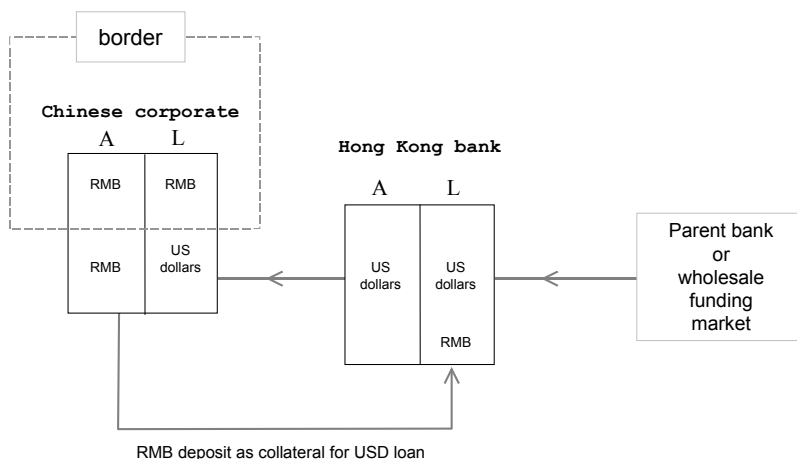 border
Chinese corporate
A L
RMB RMB
RMB US
dollars
Hong Kong bank
A L
US US
dollars dollars
RMB
Parent bank
or
wholesale
funding
market
RMB deposit as collateral for USD loan